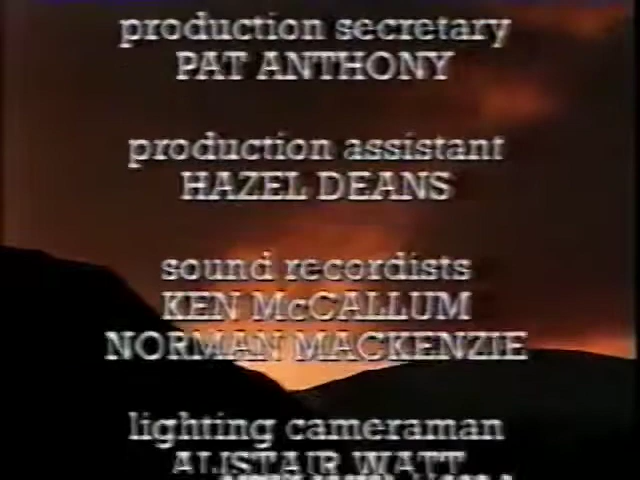 production secretary
PAT ANTHONY
production assistant
HAZEL DEANS
sound recordists
KEN McCALLUM
NORMAN MACKENZIE
lighting cameraman
ALISTAIR WATT